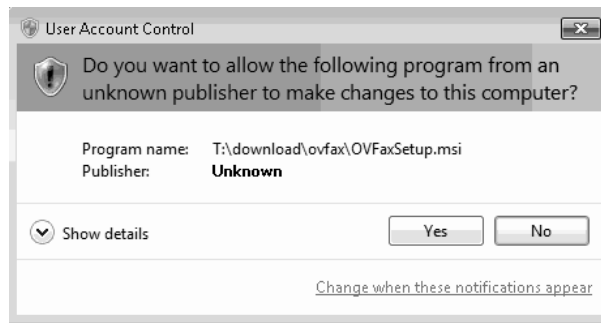 User Account Control
Do you want to allow the following program from an
unknown publisher to make changes to this computer?
Program name: T:\download\ovfax\OVFaxSetup.msi
Publisher: Unknown
Show details
Yes
No
Change when these notifications appear